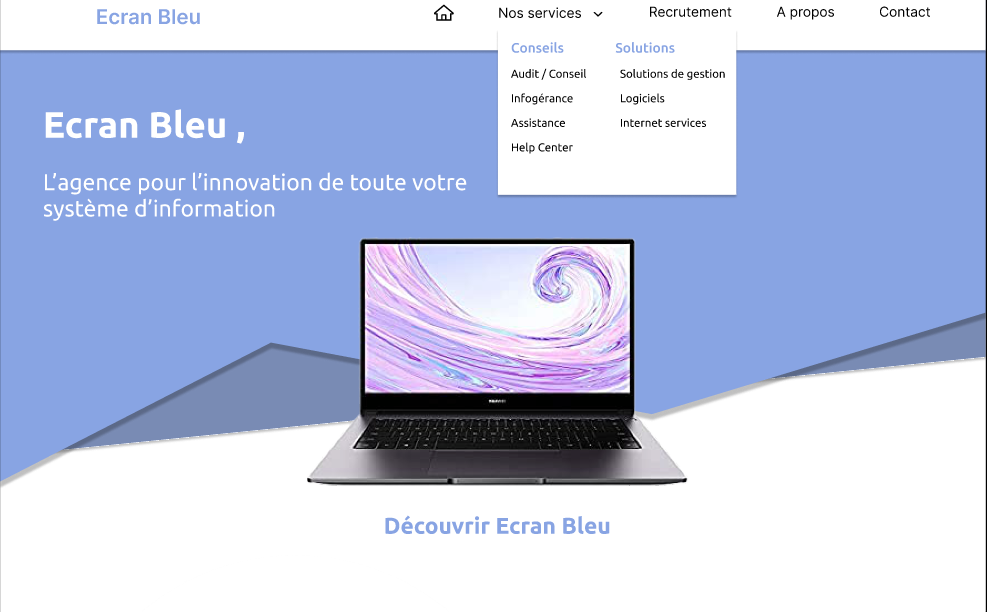 Ecran Bleu
Nos services
Recrutement
A propos
Contact
Conseils
Audit / Conseil
Infogérance
Assistance
Help Center
Solutions
Solutions de gestion
Logiciels
Internet services
Ecran Bleu ,
L’agence pour l’innovation de toute votre
système d’information
HUAWEI
Découvrir Ecran Bleu